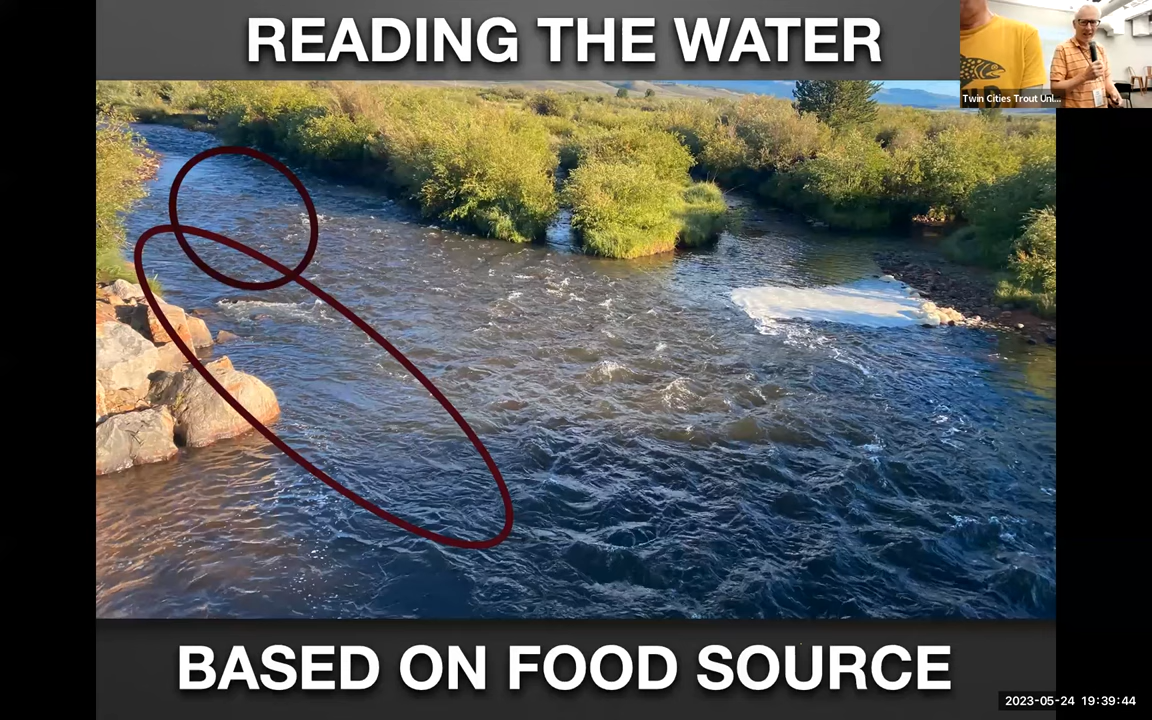 READING THE WATER
Twin Cities Trout Unl...
BASED ON FOOD SOURCE
2023-05-24 19:39:44